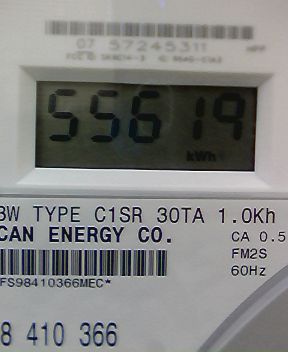 07 57245311
55619
kWh
3W TYPE C1SR 30TA 1.0Kh
CAN ENERGY CO.
CA 0.5
FM2S
60Hz
FS98410366MEC*
8 410 366